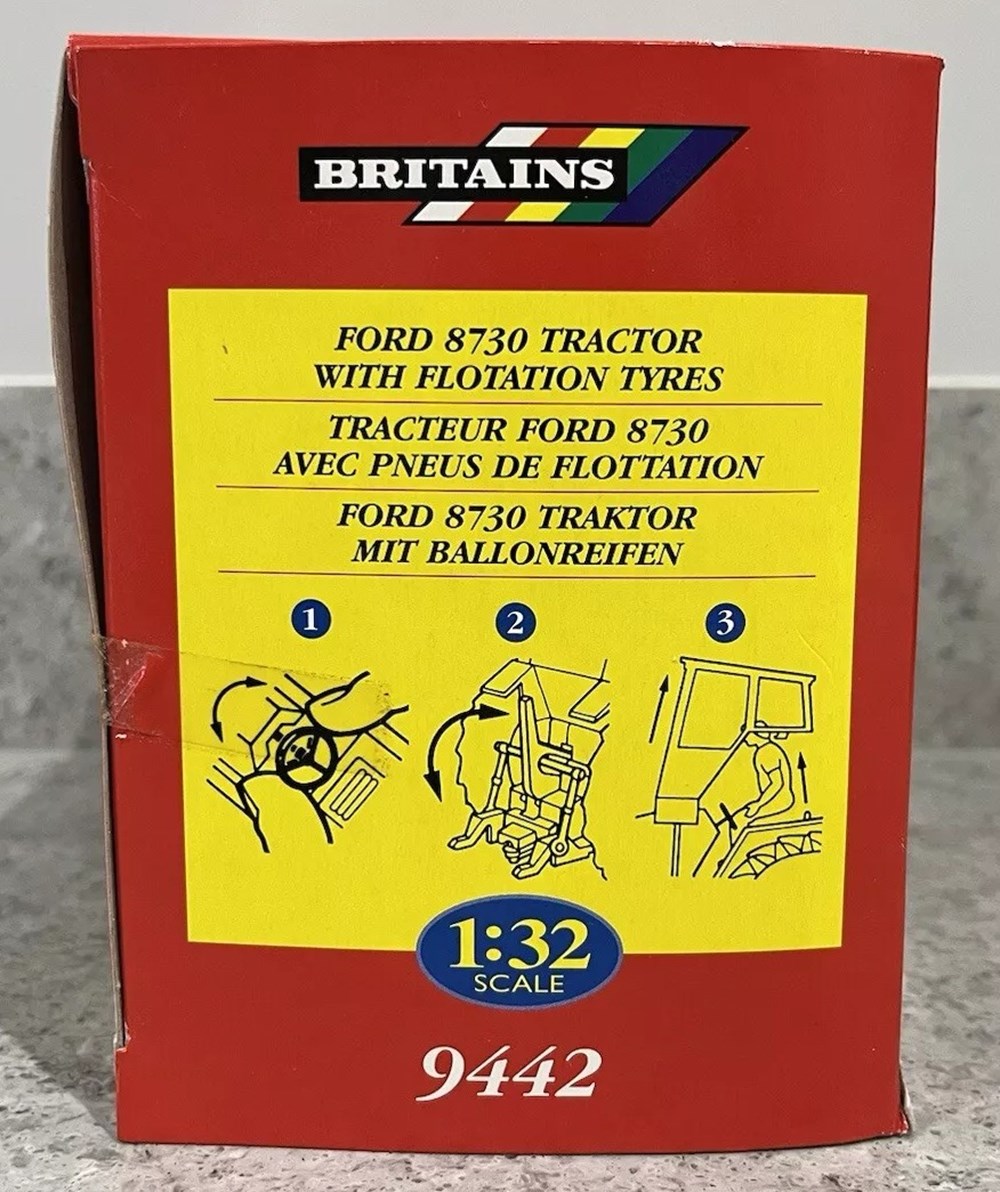 BRITAINS
FORD 8730 TRACTOR
WITH FLOTATION TYRES
TRACTEUR FORD 8730
AVEC PNEUS DE FLOTTATION
FORD 8730 TRAKTOR
MIT BALLONREIFEN
1 2 3
1:32
SCALE
9442